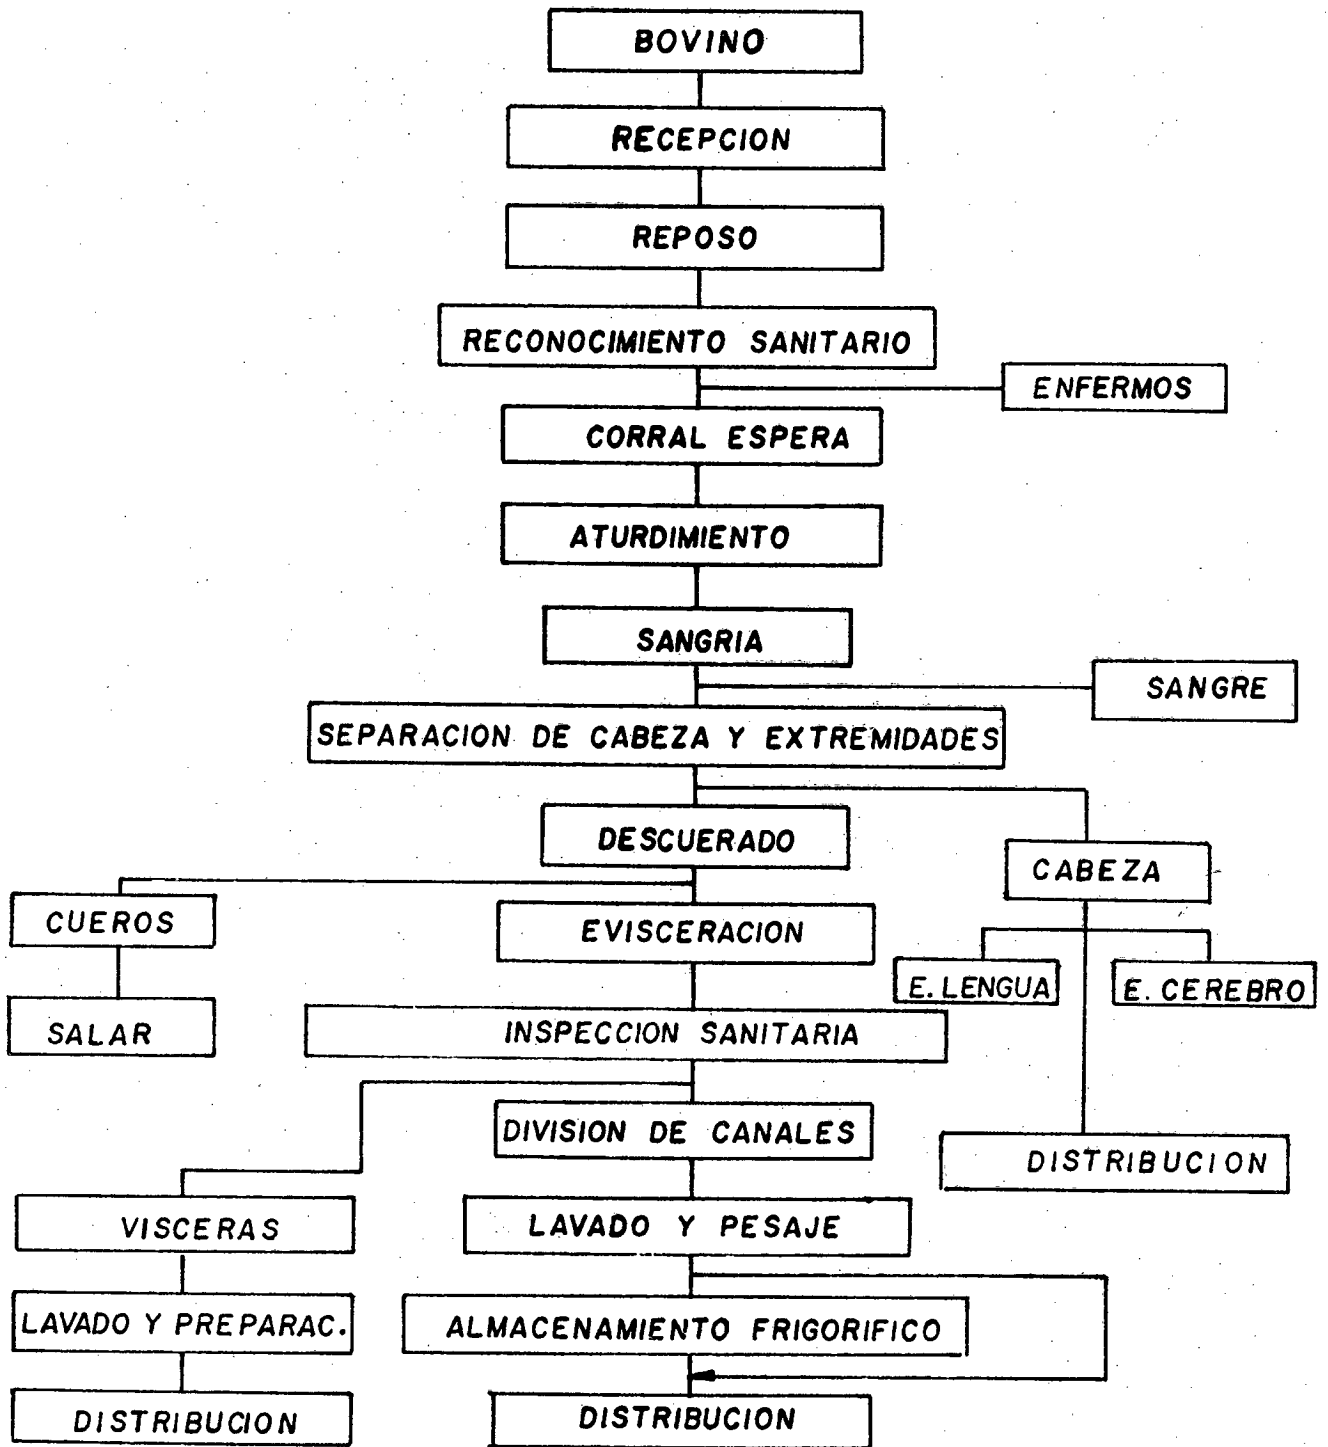 BOVINO
RECEPCION
REPOSO
RECONOCIMIENTO SANITARIO
ENFERMOS
CORRAL ESPERA
ATURDIMIENTO
SANGRIA
SANGRE
SEPARACION DE CABEZA Y EXTREMIDADES
DESCUERADO
CABEZA
CUEROS
EVISCERACION
E. LENGUA
E. CEREBRO
SALAR
INSPECCION SANITARIA
DIVISION DE CANALES
DISTRIBUCION
VISCERAS
LAVADO Y PESAJE
LAVADO Y PREPARAC.
ALMACENAMIENTO FRIGORIFICO
DISTRIBUCION
DISTRIBUCION